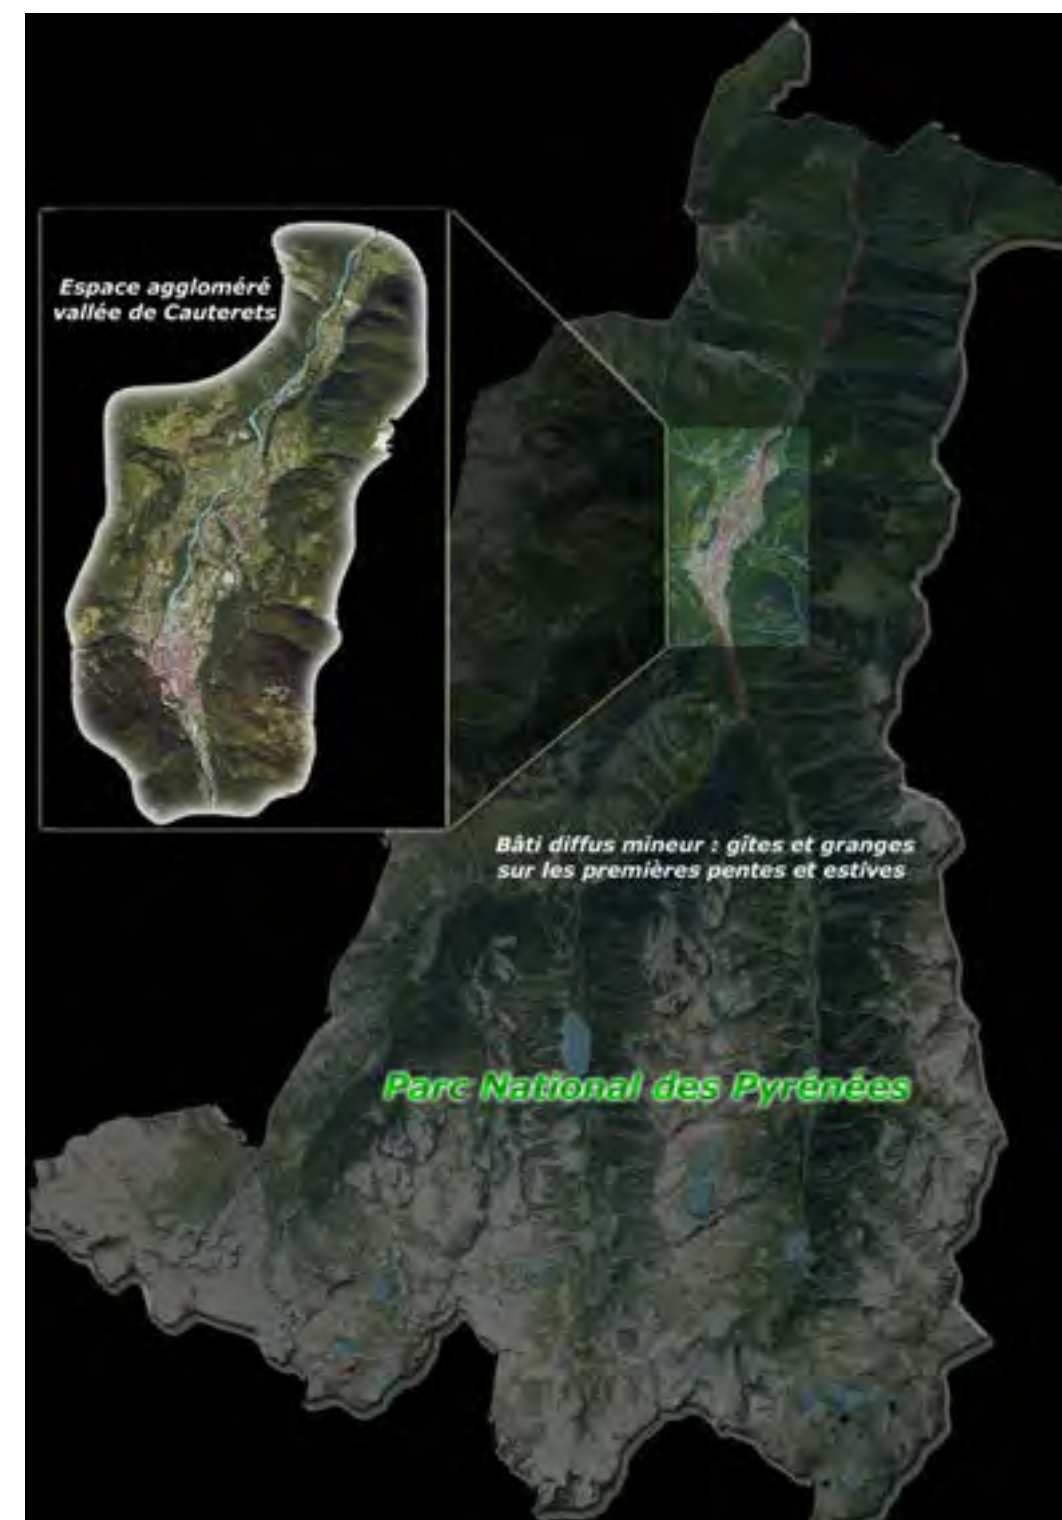 Espace aggloméré
vallée de Cauterets
Bâti diffus mineur : gîtes et granges
sur les premières pentes et estives
Parc National des Pyrénées